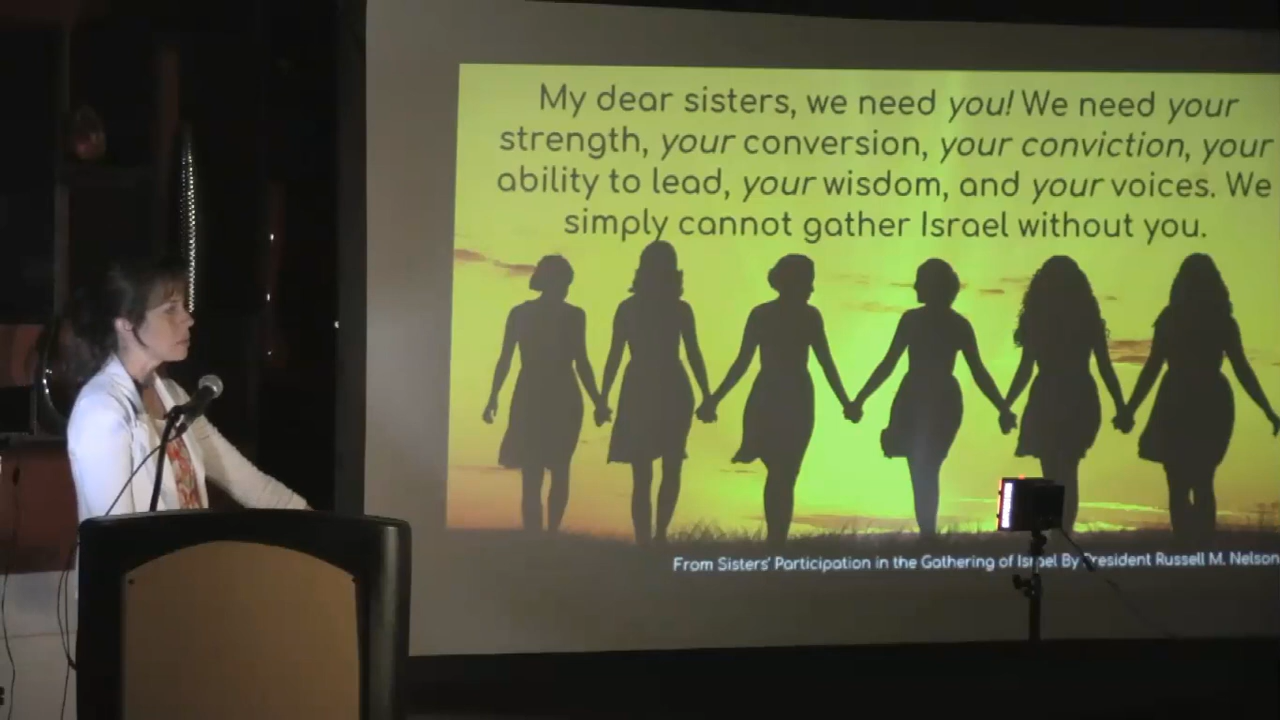 My dear sisters, we need you! We need your
strength, your conversion, your conviction, your
ability to lead, your wisdom, and your voices. We
simply cannot gather Israel without you.
From Sisters' Participation in the Gathering of Israel By President Russell M. Nelson